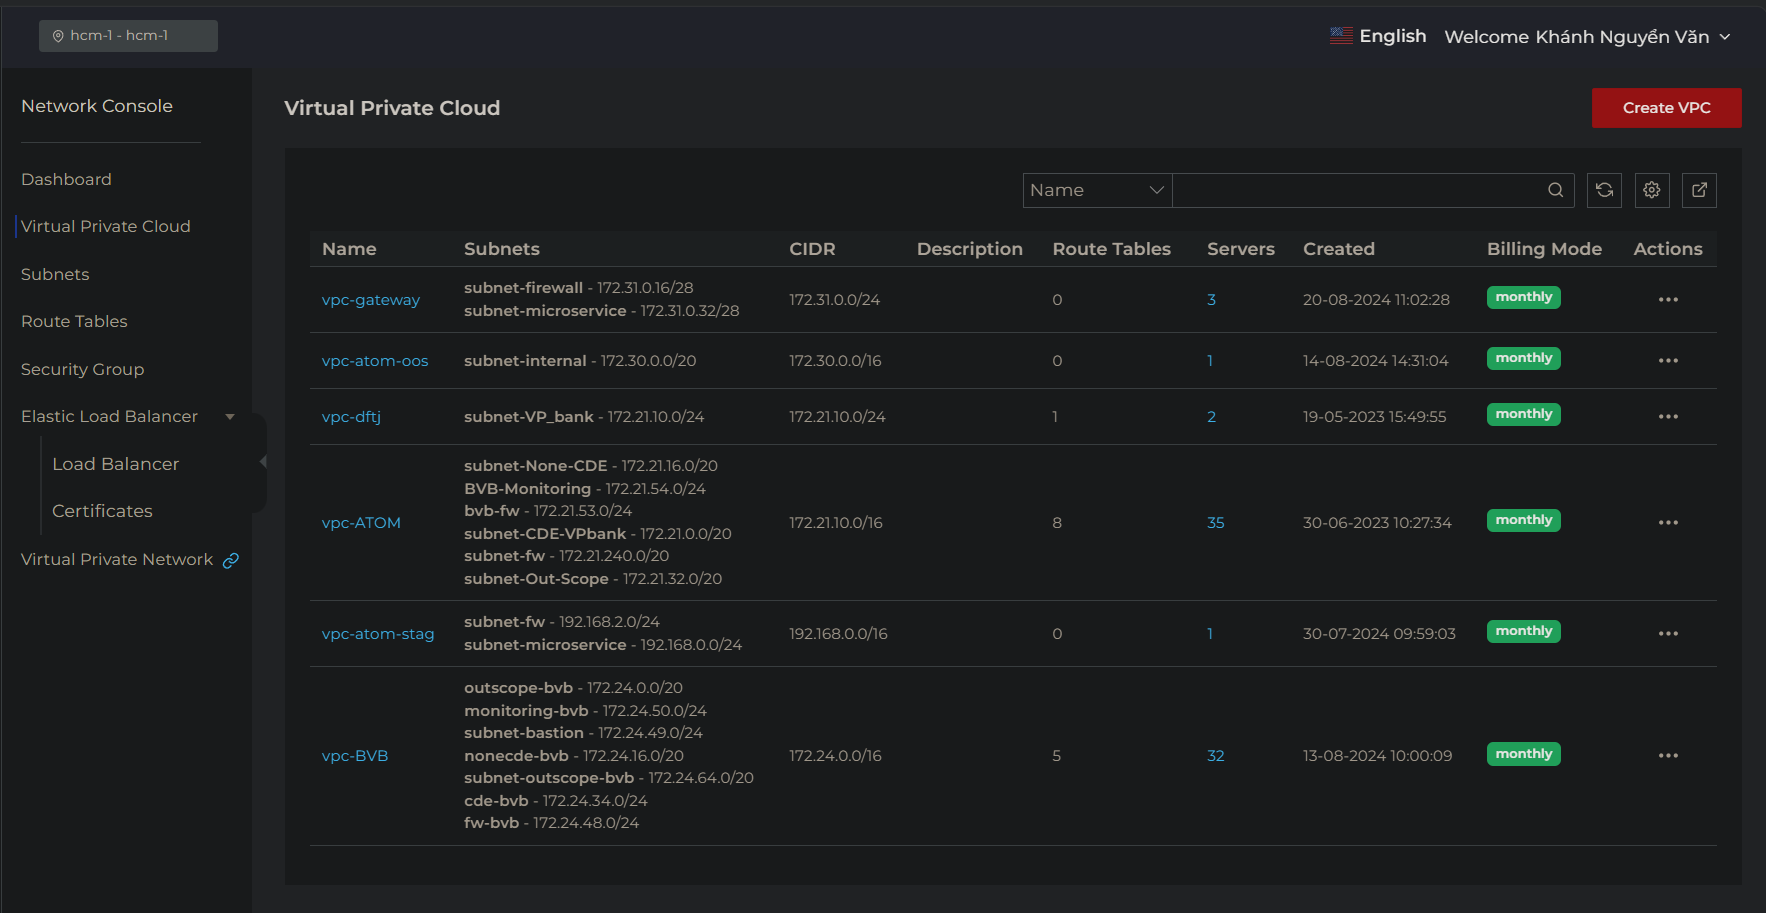 hcm-1 - hcm-1
English
Welcome Khánh Nguyễn Văn
Network Console
Dashboard
Virtual Private Cloud
Subnets
Route Tables
Security Group
Elastic Load Balancer
Load Balancer
Certificates
Virtual Private Network
Virtual Private Cloud
Create VPC
Name
Name Subnets CIDR Description Route Tables Servers Created Billing Mode Actions
vpc-gateway
subnet-firewall - 172.31.0.16/28
subnet-microservice - 172.31.0.32/28
172.31.0.0/24 0 3 20-08-2024 11:02:28 monthly
vpc-atom-oos subnet-internal - 172.30.0.0/20 172.30.0.0/16 0 1 14-08-2024 14:31:04 monthly
vpc-dftj subnet-VP_bank - 172.21.10.0/24 172.21.10.0/24 1 2 19-05-2023 15:49:55 monthly
vpc-ATOM
subnet-None-CDE - 172.21.16.0/20
BVB-Monitoring - 172.21.54.0/24
bvb-fw - 172.21.53.0/24
subnet-CDE-VPbank - 172.21.0.0/20
subnet-fw - 172.21.240.0/20
subnet-Out-Scope - 172.21.32.0/20
172.21.10.0/16 8 35 30-06-2023 10:27:34 monthly
vpc-atom-stag
subnet-fw - 192.168.2.0/24
subnet-microservice - 192.168.0.0/24
192.168.0.0/16 0 1 30-07-2024 09:59:03 monthly
vpc-BVB
outscope-bvb - 172.24.0.0/20
monitoring-bvb - 172.24.50.0/24
subnet-bastion - 172.24.49.0/24
nonecde-bvb - 172.24.16.0/20
subnet-outscope-bvb - 172.24.64.0/20
cde-bvb - 172.24.34.0/24
fw-bvb - 172.24.48.0/24
172.24.0.0/16 5 32 13-08-2024 10:00:09 monthly